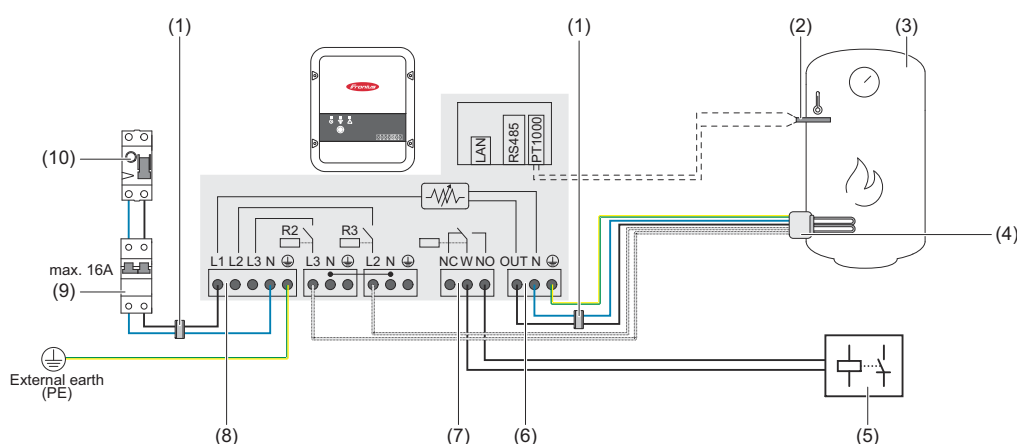 (1)
(1)
(2)
(3)
Fronius
LAN
RS485
PT1000
(10)
R2
R3
(4)
L1 L2 L3 N
L3 N
L2 N
NC W NO
OUT N
max. 16A
(9)
External earth
(PE)
(8)
(7)
(6)
(5)